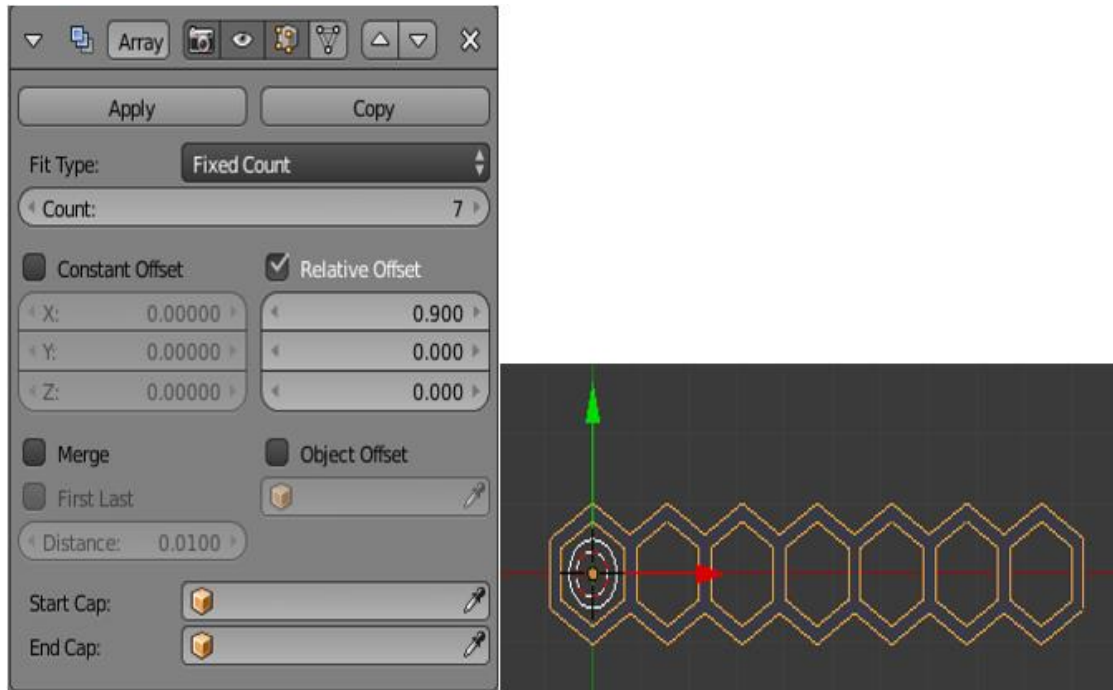 Array
Apply Copy
Fit Type: Fixed Count
Count: 7
Constant Offset Relative Offset
X: 0.00000 0.900
Y: 0.00000 0.000
Z: 0.00000 0.000
Merge Object Offset
First Last
Distance: 0.0100
Start Cap:
End Cap: